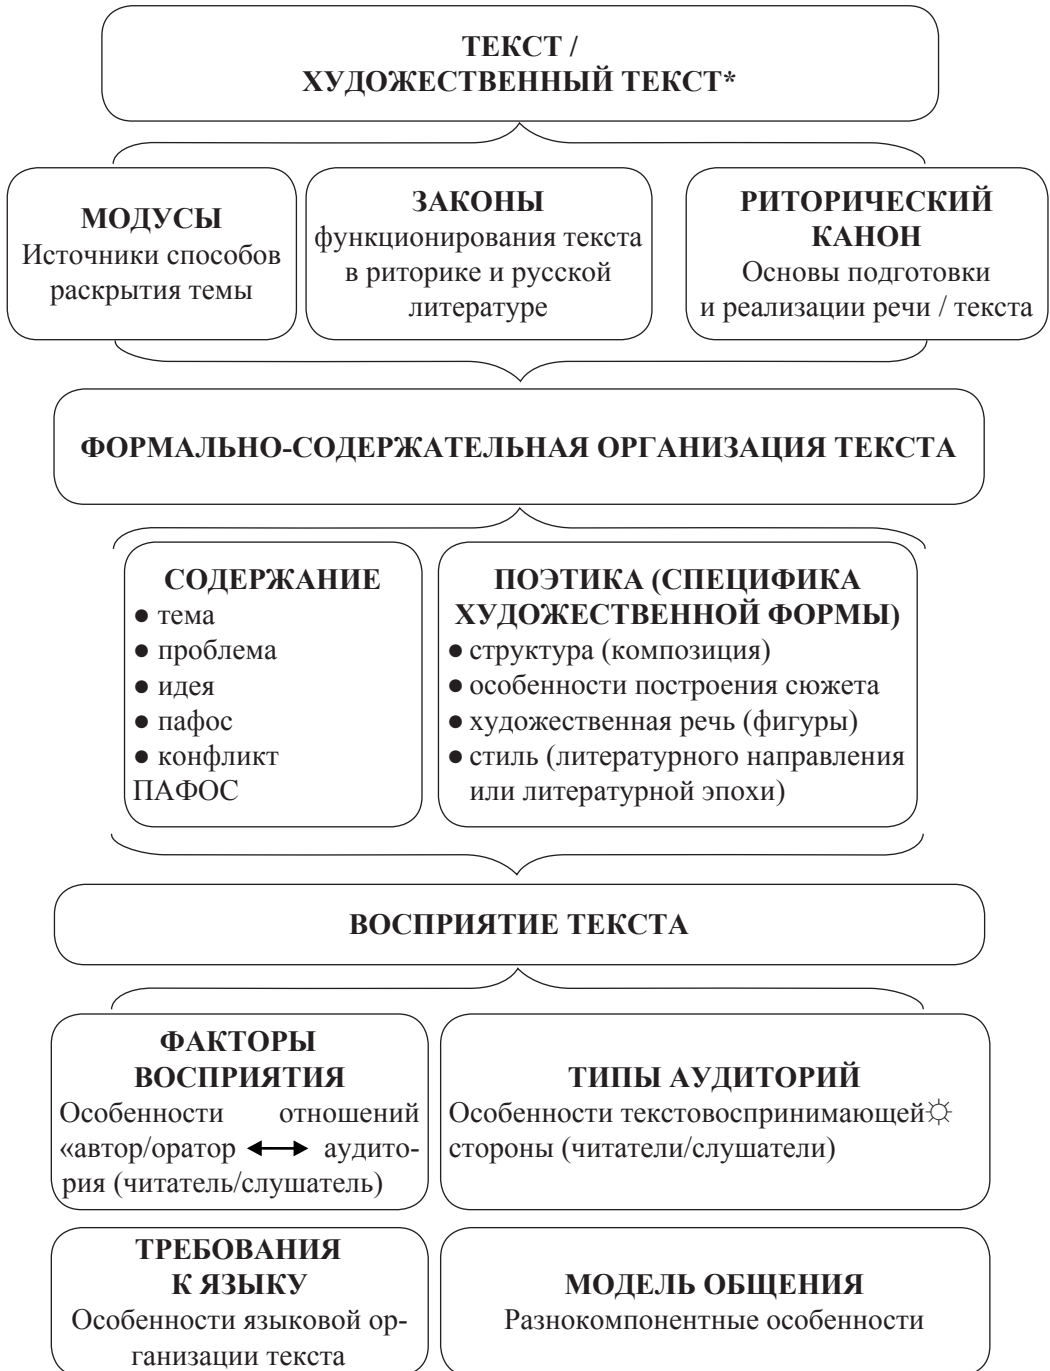 ТЕКСТ /
ХУДОЖЕСТВЕННЫЙ ТЕКСТ*
МОДУСЫ
Источники способов
раскрытия темы
ЗАКОНЫ
функционирования текста
в риторике и русской
литературе
РИТОРИЧЕСКИЙ
КАНОН
Основы подготовки
и реализации речи / текста
ФОРМАЛЬНО-СОДЕРЖАТЕЛЬНАЯ ОРГАНИЗАЦИЯ ТЕКСТА
СОДЕРЖАНИЕ
● тема
● проблема
● идея
● пафос
● конфликт
ПАФОС
ПОЭТИКА (СПЕЦИФИКА
ХУДОЖЕСТВЕННОЙ ФОРМЫ)
● структура (композиция)
● особенности построения сюжета
● художественная речь (фигуры)
● стиль (литературного направления
или литературной эпохи)
ВОСПРИЯТИЕ ТЕКСТА
ФАКТОРЫ
ВОСПРИЯТИЯ
Особенности отношений
«автор/оратор ⟷ аудито-
рия (читатель/слушатель)
ТИПЫ АУДИТОРИЙ
Особенности текстовоспринимающей☼
стороны (читатели/слушатели)
ТРЕБОВАНИЯ
К ЯЗЫКУ
Особенности языковой ор-
ганизации текста
МОДЕЛЬ ОБЩЕНИЯ
Разнокомпонентные особенности